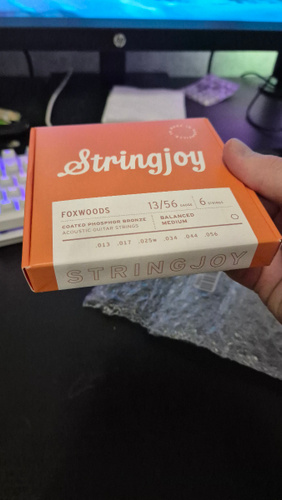 Stringjoy
FOXWOODS
13/56
6
COATED PHOSPHOR BRONZE
ACOUSTIC GUITAR STRINGS
BALANCED
MEDIUM
.013 .017 .025w .034 .044 .056
STRINGJOY